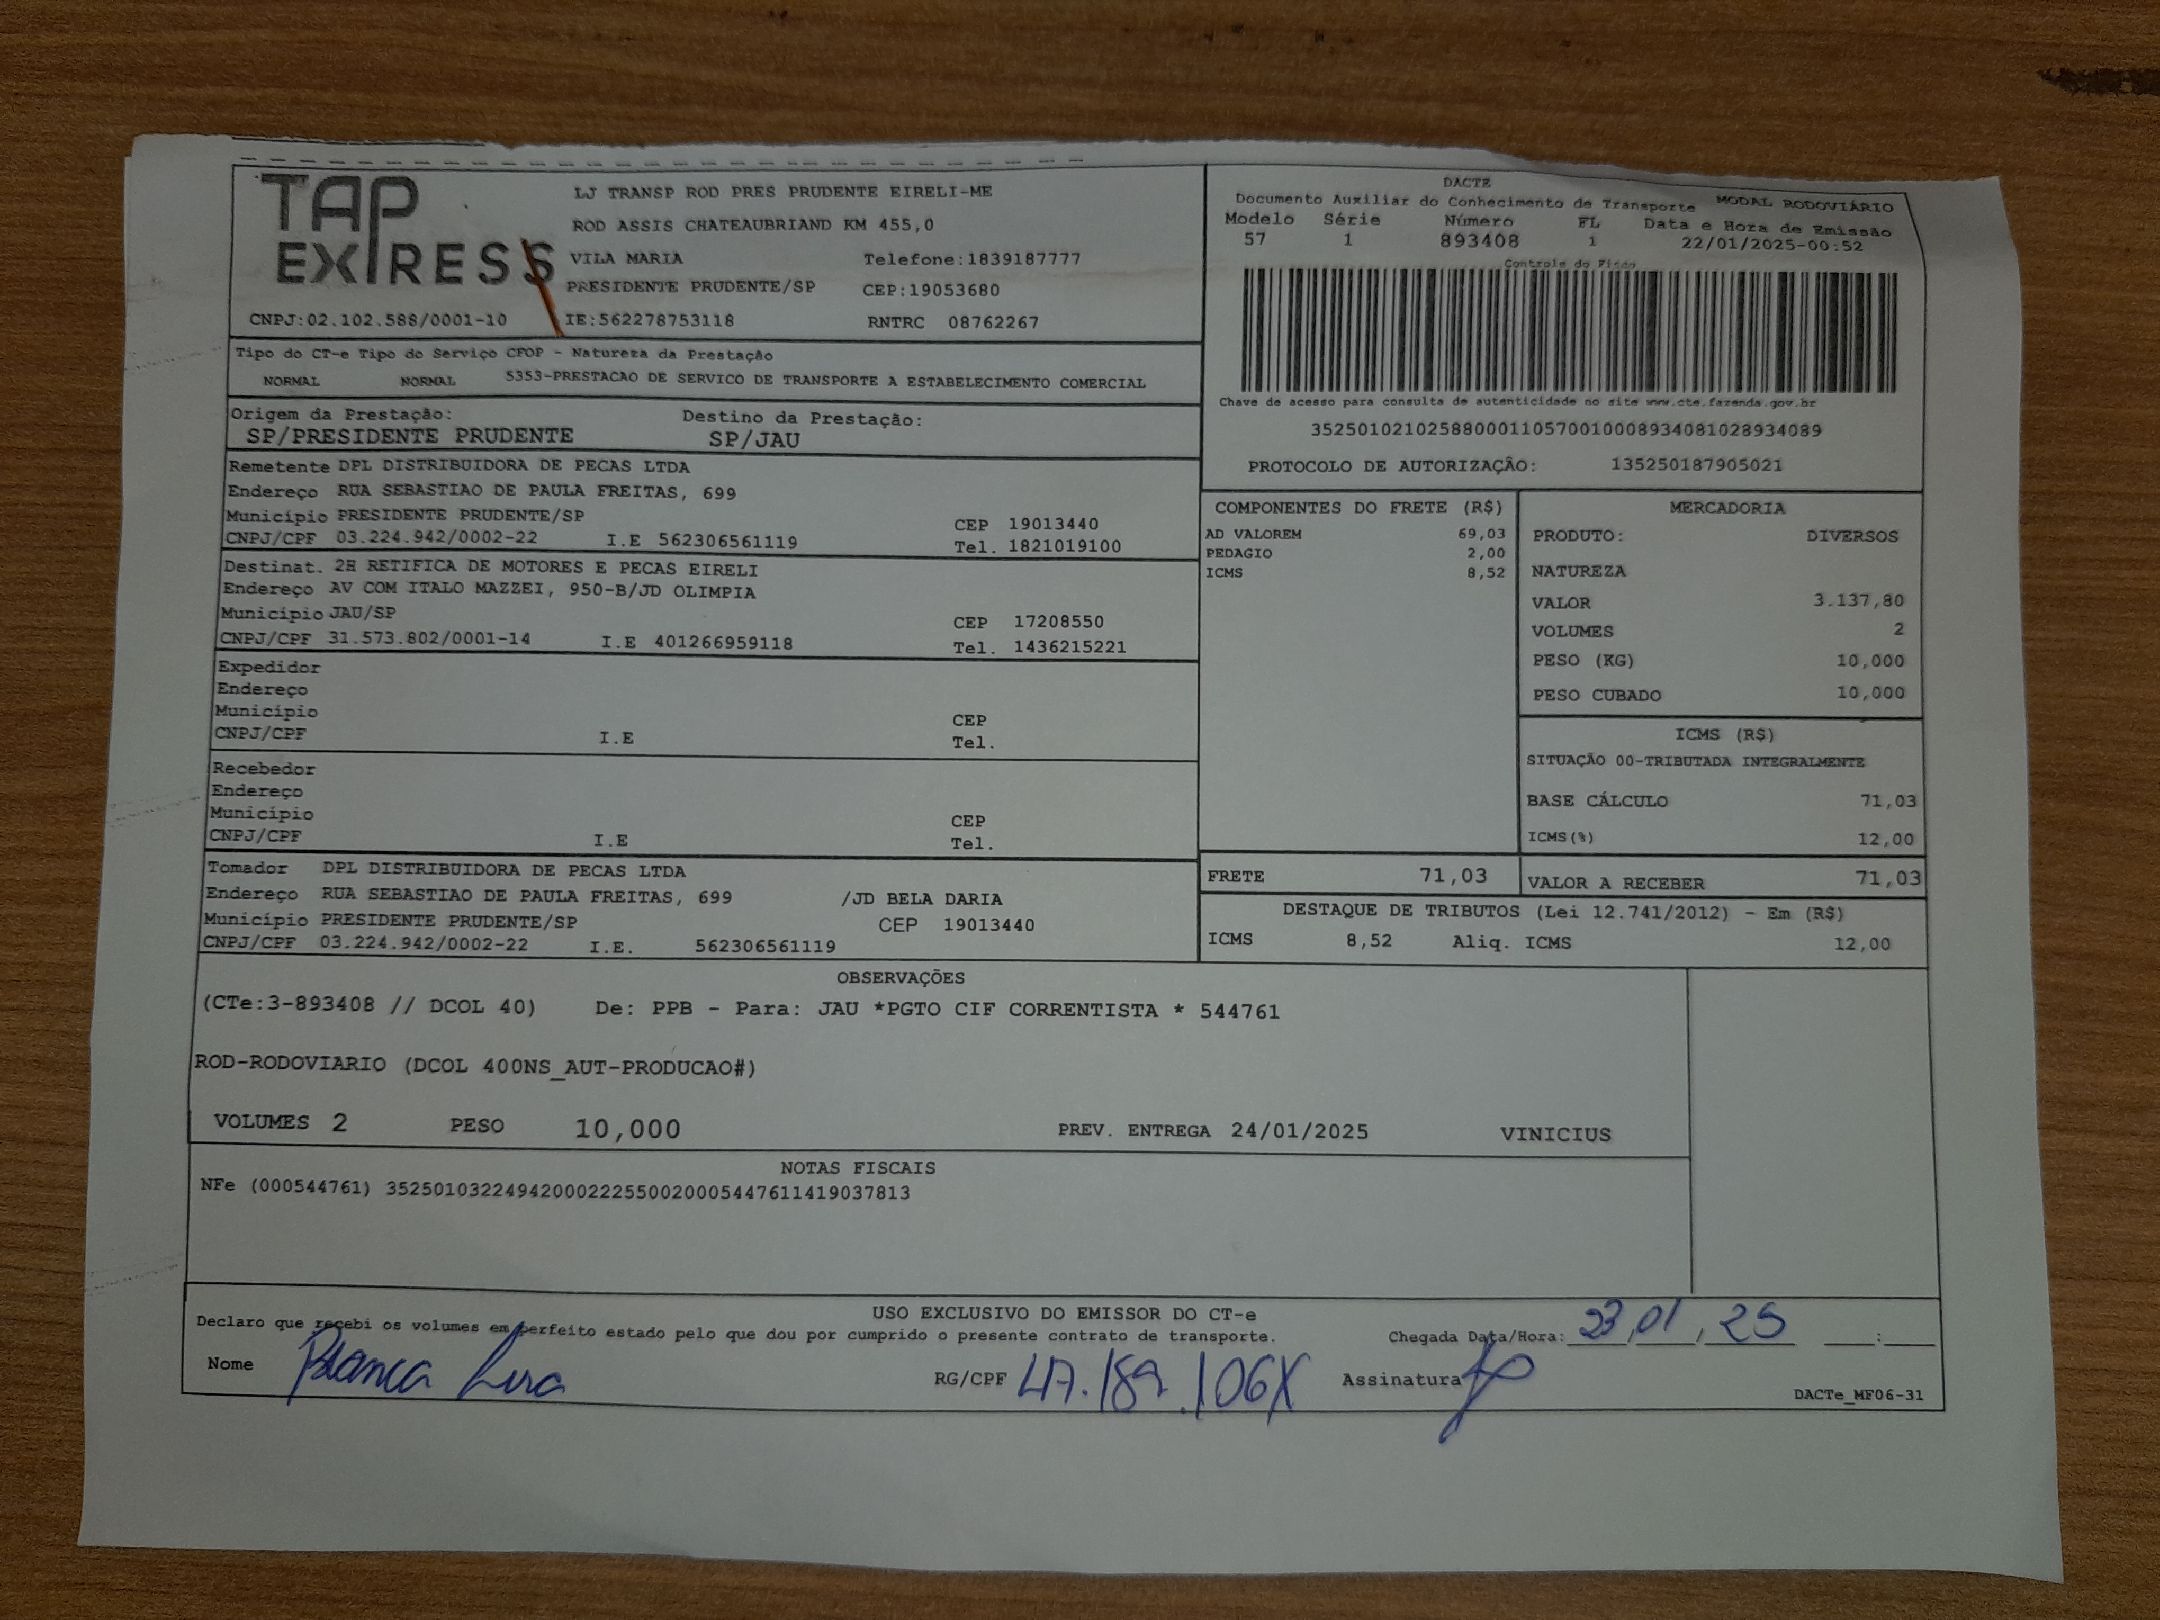 TAP EXPRESS
LJ TRANSP ROD PRES PRUDENTE EIRELI-ME
ROD ASSIS CHATEAUBRIAND KM 455,0
VILA MARIA Telefone:1839187777
PRESIDENTE PRUDENTE/SP CEP:19053680
CNPJ:02.102.588/0001-10 IE:562278753118 RNTRC 08762267
DACTE
Documento Auxiliar do Conhecimento de Transporte MODAL RODOVIÁRIO
Modelo Série Número FL Data e Hora de Emissão
57 1 893408 1 22/01/2025-00:52
Controle do Fisco
Chave de acesso para consulta de autenticidade no site www.cte.fazenda.gov.br
35250102102588000110570010008934081028934089
PROTOCOLO DE AUTORIZAÇÃO: 135250187905021
Tipo do CT-e Tipo do Serviço CFOP - Natureza da Prestação
NORMAL NORMAL 5353-PRESTACAO DE SERVICO DE TRANSPORTE A ESTABELECIMENTO COMERCIAL
Origem da Prestação: Destino da Prestação:
SP/PRESIDENTE PRUDENTE SP/JAU
Remetente DPL DISTRIBUIDORA DE PECAS LTDA
Endereço RUA SEBASTIAO DE PAULA FREITAS, 699
Município PRESIDENTE PRUDENTE/SP CEP 19013440
CNPJ/CPF 03.224.942/0002-22 I.E 562306561119 Tel. 1821019100
Destinat. 2H RETIFICA DE MOTORES E PECAS EIRELI
Endereço AV COM ITALO MAZZEI, 950-B/JD OLIMPIA
Município JAU/SP CEP 17208550
CNPJ/CPF 31.573.802/0001-14 I.E 401266959118 Tel. 1436215221
Expedidor
Endereço
Município CEP
CNPJ/CPF I.E Tel.
Recebedor
Endereço
Município CEP
CNPJ/CPF I.E Tel.
Tomador DPL DISTRIBUIDORA DE PECAS LTDA
Endereço RUA SEBASTIAO DE PAULA FREITAS, 699 /JD BELA DARIA
Município PRESIDENTE PRUDENTE/SP CEP 19013440
CNPJ/CPF 03.224.942/0002-22 I.E. 562306561119
COMPONENTES DO FRETE (R$)
AD VALOREM 69,03
PEDAGIO 2,00
ICMS 8,52
MERCADORIA
PRODUTO: DIVERSOS
NATUREZA
VALOR 3.137,80
VOLUMES 2
PESO (KG) 10,000
PESO CUBADO 10,000
ICMS (R$)
SITUAÇÃO 00-TRIBUTADA INTEGRALMENTE
BASE CÁLCULO 71,03
ICMS(%) 12,00
FRETE 71,03 VALOR A RECEBER 71,03
DESTAQUE DE TRIBUTOS (Lei 12.741/2012) - Em (R$)
ICMS 8,52 Aliq. ICMS 12,00
OBSERVAÇÕES
(CTe:3-893408 // DCOL 40) De: PPB - Para: JAU *PGTO CIF CORRENTISTA * 544761
ROD-RODOVIARIO (DCOL 400NS_AUT-PRODUCAO#)
VOLUMES 2 PESO 10,000 PREV. ENTREGA 24/01/2025 VINICIUS
NOTAS FISCAIS
NFe (000544761) 35250103224942000222550020005447611419037813
USO EXCLUSIVO DO EMISSOR DO CT-e
Declaro que recebi os volumes em perfeito estado pelo que dou por cumprido o presente contrato de transporte. Chegada Data/Hora: 23/01/25 :
Nome Bianca Lira RG/CPF 47.189.106X Assinatura
DACTe_MF06-31